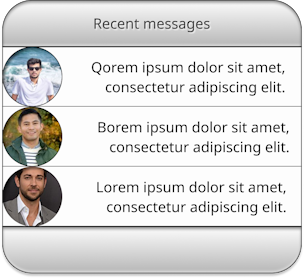 Recent messages
Qorem ipsum dolor sit amet,
consectetur adipiscing elit.
Borem ipsum dolor sit amet,
consectetur adipiscing elit.
Lorem ipsum dolor sit amet,
consectetur adipiscing elit.